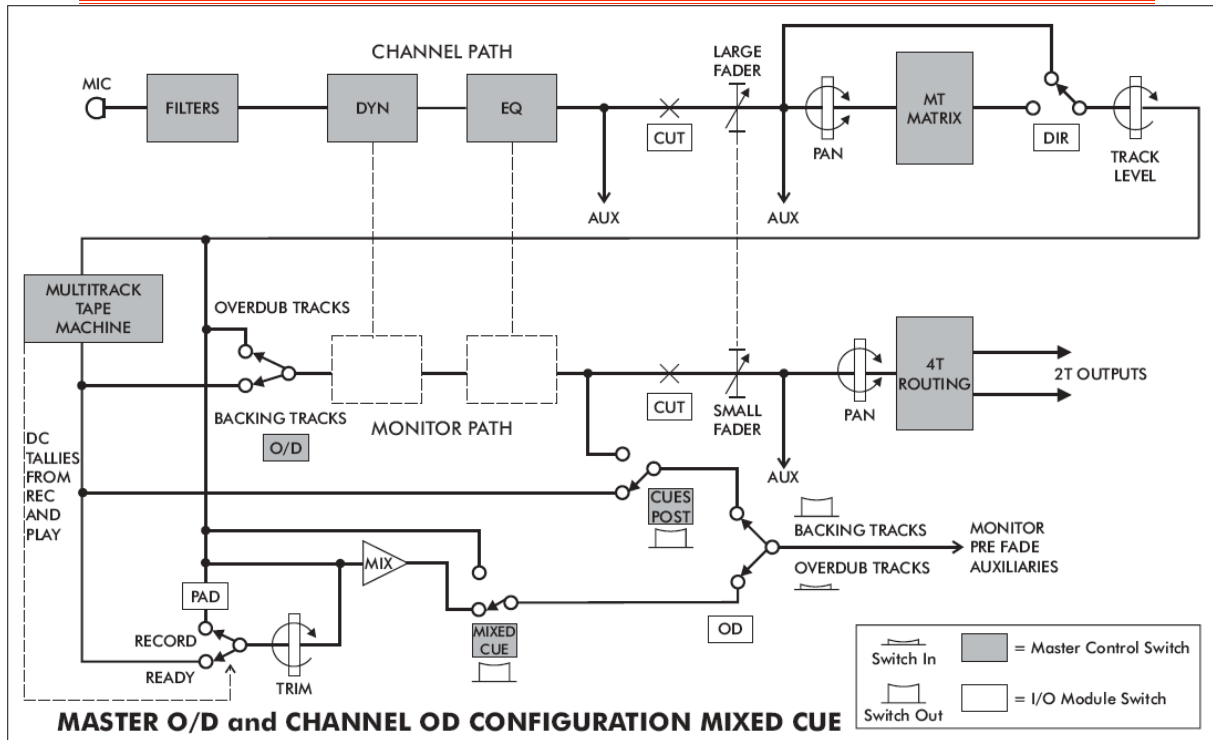 CHANNEL PATH
LARGE
FADER
MIC
FILTERS
DYN
EQ
CUT
PAN
MT
MATRIX
DIR
TRACK
LEVEL
AUX
AUX
MULTITRACK
TAPE
MACHINE
OVERDUB TRACKS
BACKING TRACKS
O/D
MONITOR PATH
CUT
SMALL
FADER
PAN
4T
ROUTING
2T OUTPUTS
AUX
DC
TALLIES
FROM
REC
AND
PLAY
CUES
POST
BACKING TRACKS
OVERDUB TRACKS
MONITOR
PRE FADE
AUXILIARIES
MIX
PAD
RECORD
READY
TRIM
MIXED
CUE
OD
Switch In
= Master Control Switch
Switch Out
= I/O Module Switch
MASTER O/D and CHANNEL OD CONFIGURATION MIXED CUE